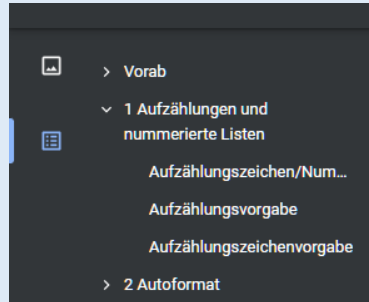 Vorab
1 Aufzählungen und
nummerierte Listen
Aufzählungszeichen/Num...
Aufzählungsvorgabe
Aufzählungszeichenvorgabe
2 Autoformat